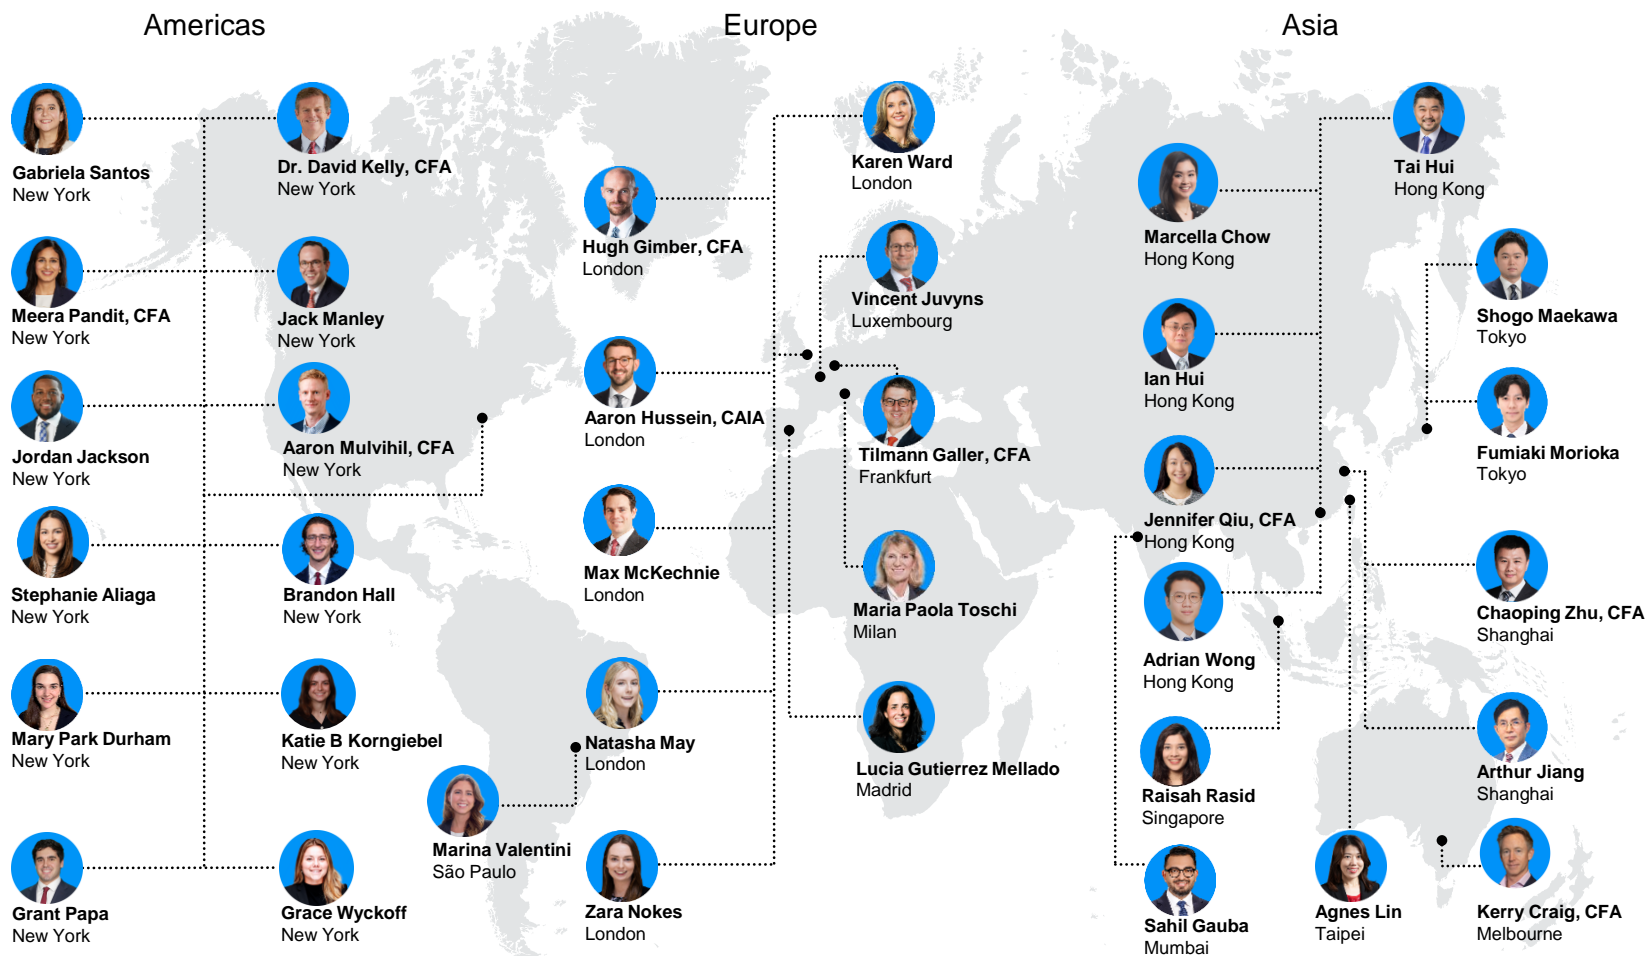 Americas
Gabriela Santos
New York
Dr. David Kelly, CFA
New York
Meera Pandit, CFA
New York
Jack Manley
New York
Jordan Jackson
New York
Aaron Mulvihil, CFA
New York
Stephanie Aliaga
New York
Brandon Hall
New York
Mary Park Durham
New York
Katie B Korngiebel
New York
Grant Papa
New York
Grace Wyckoff
New York
Marina Valentini
São Paulo
Europe
Karen Ward
London
Hugh Gimber, CFA
London
Vincent Juvyns
Luxembourg
Aaron Hussein, CAIA
London
Tilmann Galler, CFA
Frankfurt
Max McKechnie
London
Maria Paola Toschi
Milan
Natasha May
London
Lucia Gutierrez Mellado
Madrid
Zara Nokes
London
Asia
Tai Hui
Hong Kong
Marcella Chow
Hong Kong
Shogo Maekawa
Tokyo
Ian Hui
Hong Kong
Fumiaki Morioka
Tokyo
Jennifer Qiu, CFA
Hong Kong
Chaoping Zhu, CFA
Shanghai
Adrian Wong
Hong Kong
Arthur Jiang
Shanghai
Raisah Rasid
Singapore
Sahil Gauba
Mumbai
Agnes Lin
Taipei
Kerry Craig, CFA
Melbourne